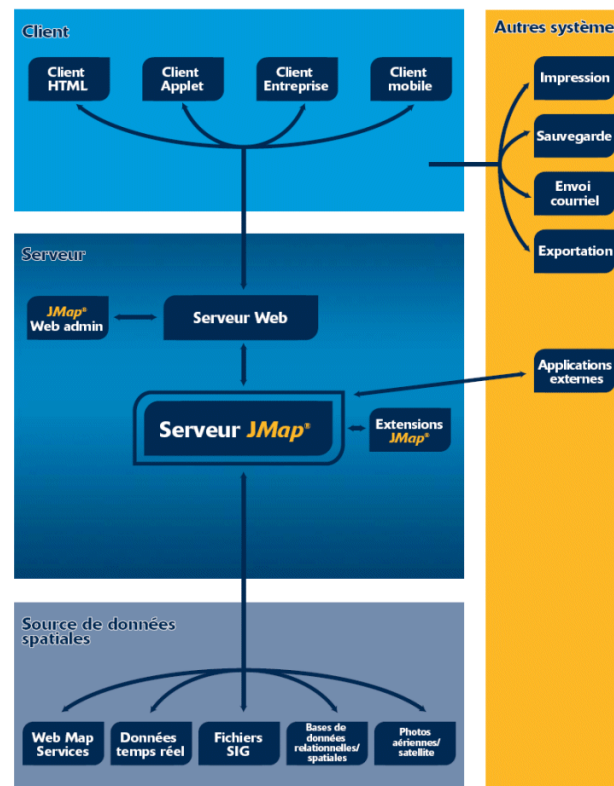 Client
Client
HTML
Client
Applet
Client
Entreprise
Client
mobile
Autres système
Impression
Sauvegarde
Envoi
courriel
Exportation
Applications
externes
Serveur
JMap®
Web admin
Serveur Web
Serveur JMap®
Extensions
JMap®
Source de données
spatiales
Web Map
Services
Données
temps réel
Fichiers
SIG
Bases de
données
relationnelles/
spatiales
Photos
aériennes/
satellite